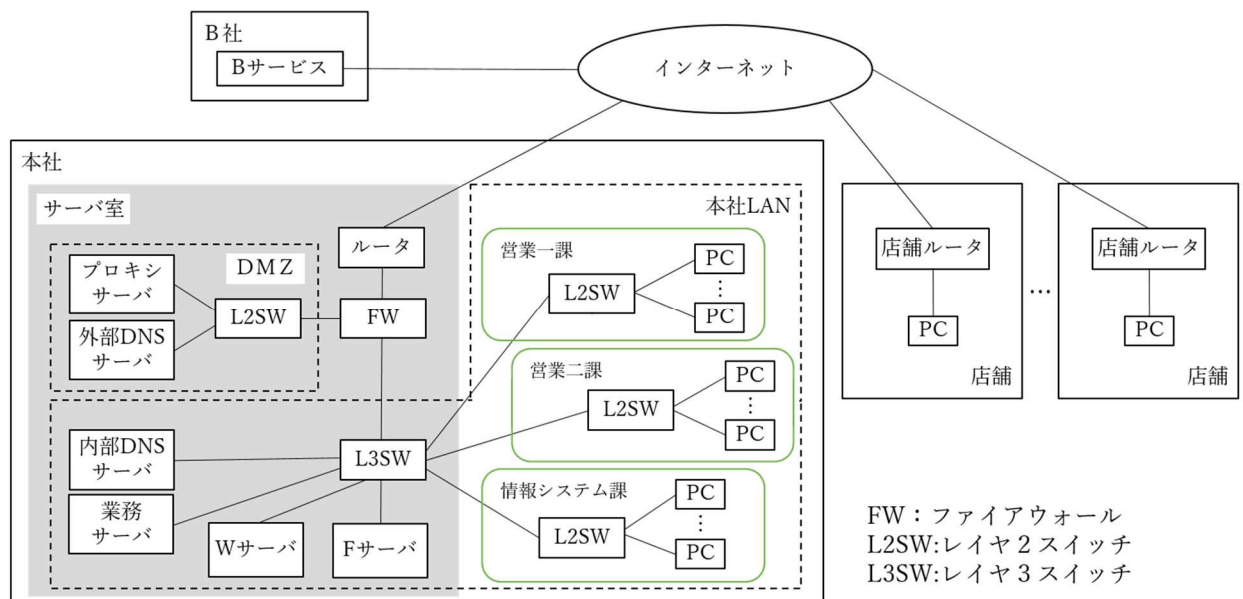 B社
Bサービス
インターネット
本社
サーバ室
本社LAN
ルータ
DMZ
プロキシ
サーバ
L2SW
FW
外部DNS
サーバ
営業一課
L2SW
PC
⋮
PC
営業二課
L2SW
PC
⋮
PC
内部DNS
サーバ
L3SW
業務
サーバ
Wサーバ
Fサーバ
情報システム課
L2SW
PC
⋮
PC
店舗ルータ
PC
店舗
…
店舗ルータ
PC
店舗
FW：ファイアウォール
L2SW:レイヤ２スイッチ
L3SW:レイヤ３スイッチ